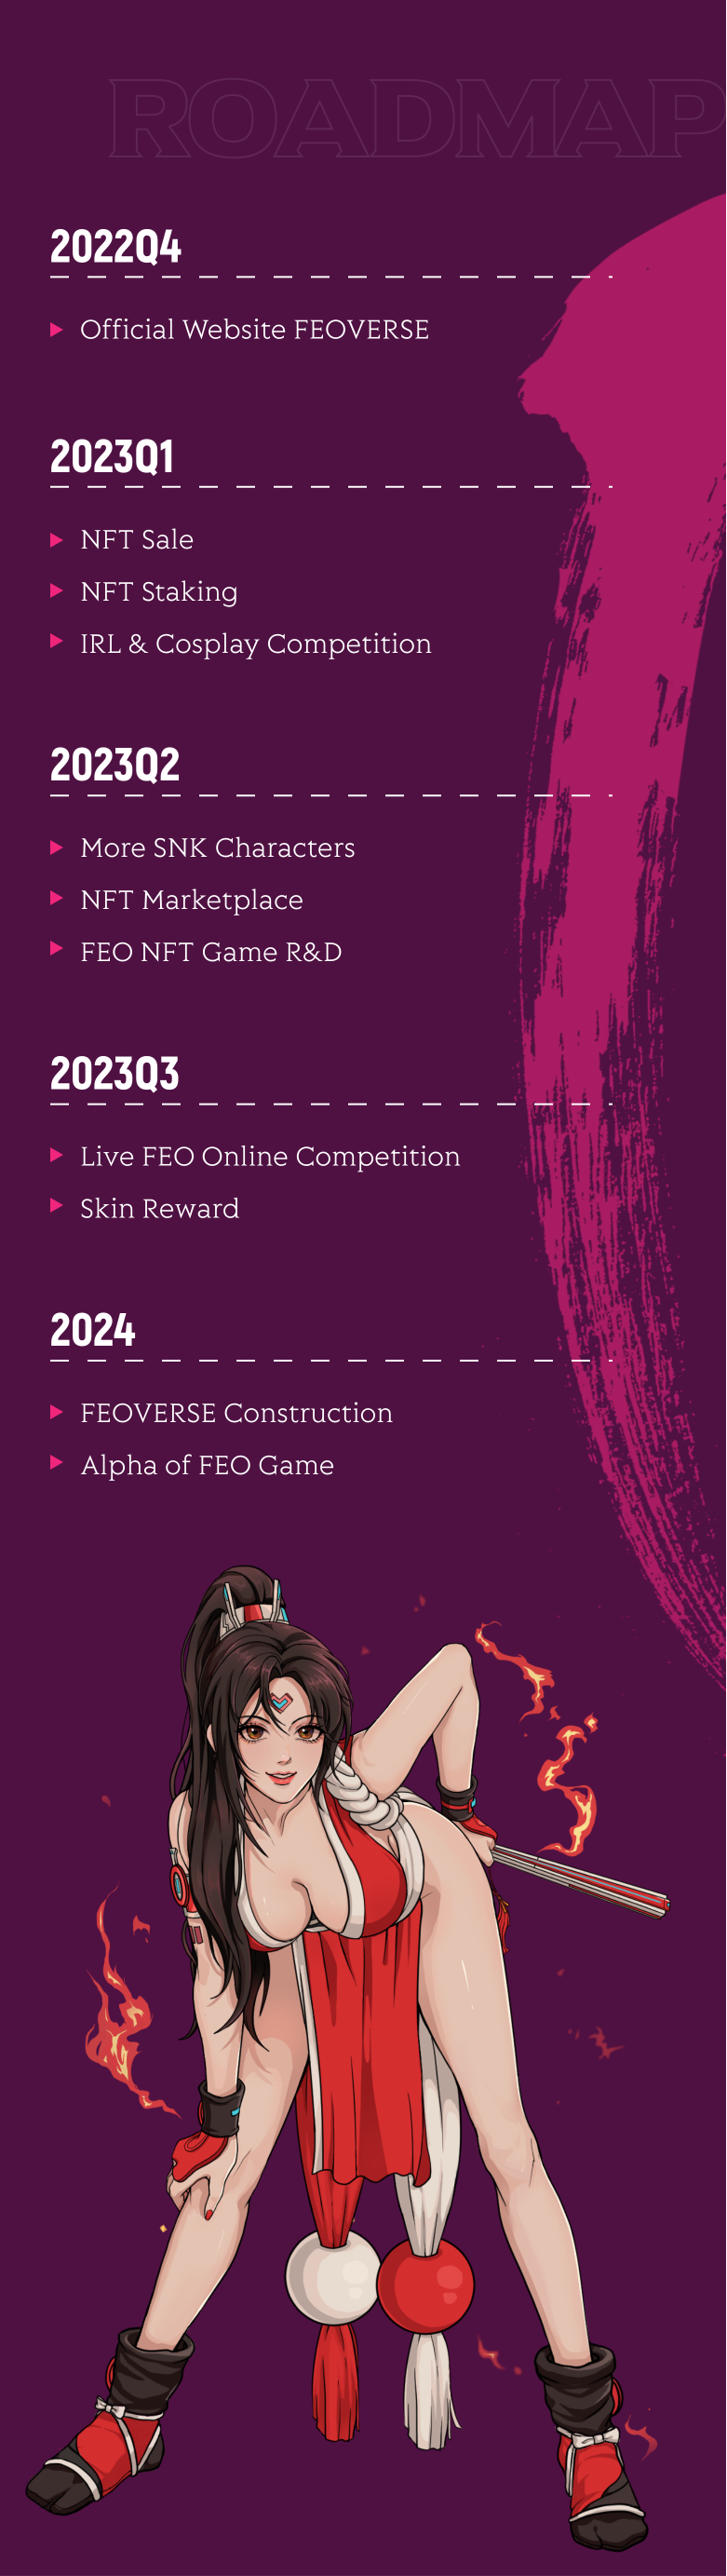 ROADMAP
2022Q4
Official Website FEOVERSE
2023Q1
NFT Sale
NFT Staking
IRL & Cosplay Competition
2023Q2
More SNK Characters
NFT Marketplace
FEO NFT Game R&D
2023Q3
Live FEO Online Competition
Skin Reward
2024
FEOVERSE Construction
Alpha of FEO Game